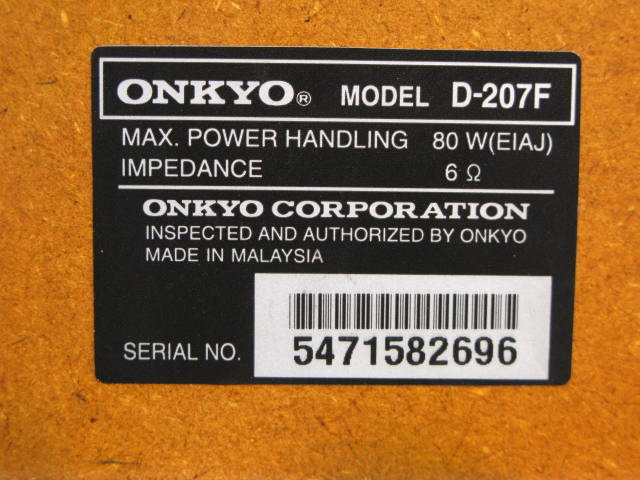 ONKYO® MODEL D-207F
MAX. POWER HANDLING 80 W(EIAJ)
IMPEDANCE 6 Ω
ONKYO CORPORATION
INSPECTED AND AUTHORIZED BY ONKYO
MADE IN MALAYSIA
SERIAL NO. 5471582696